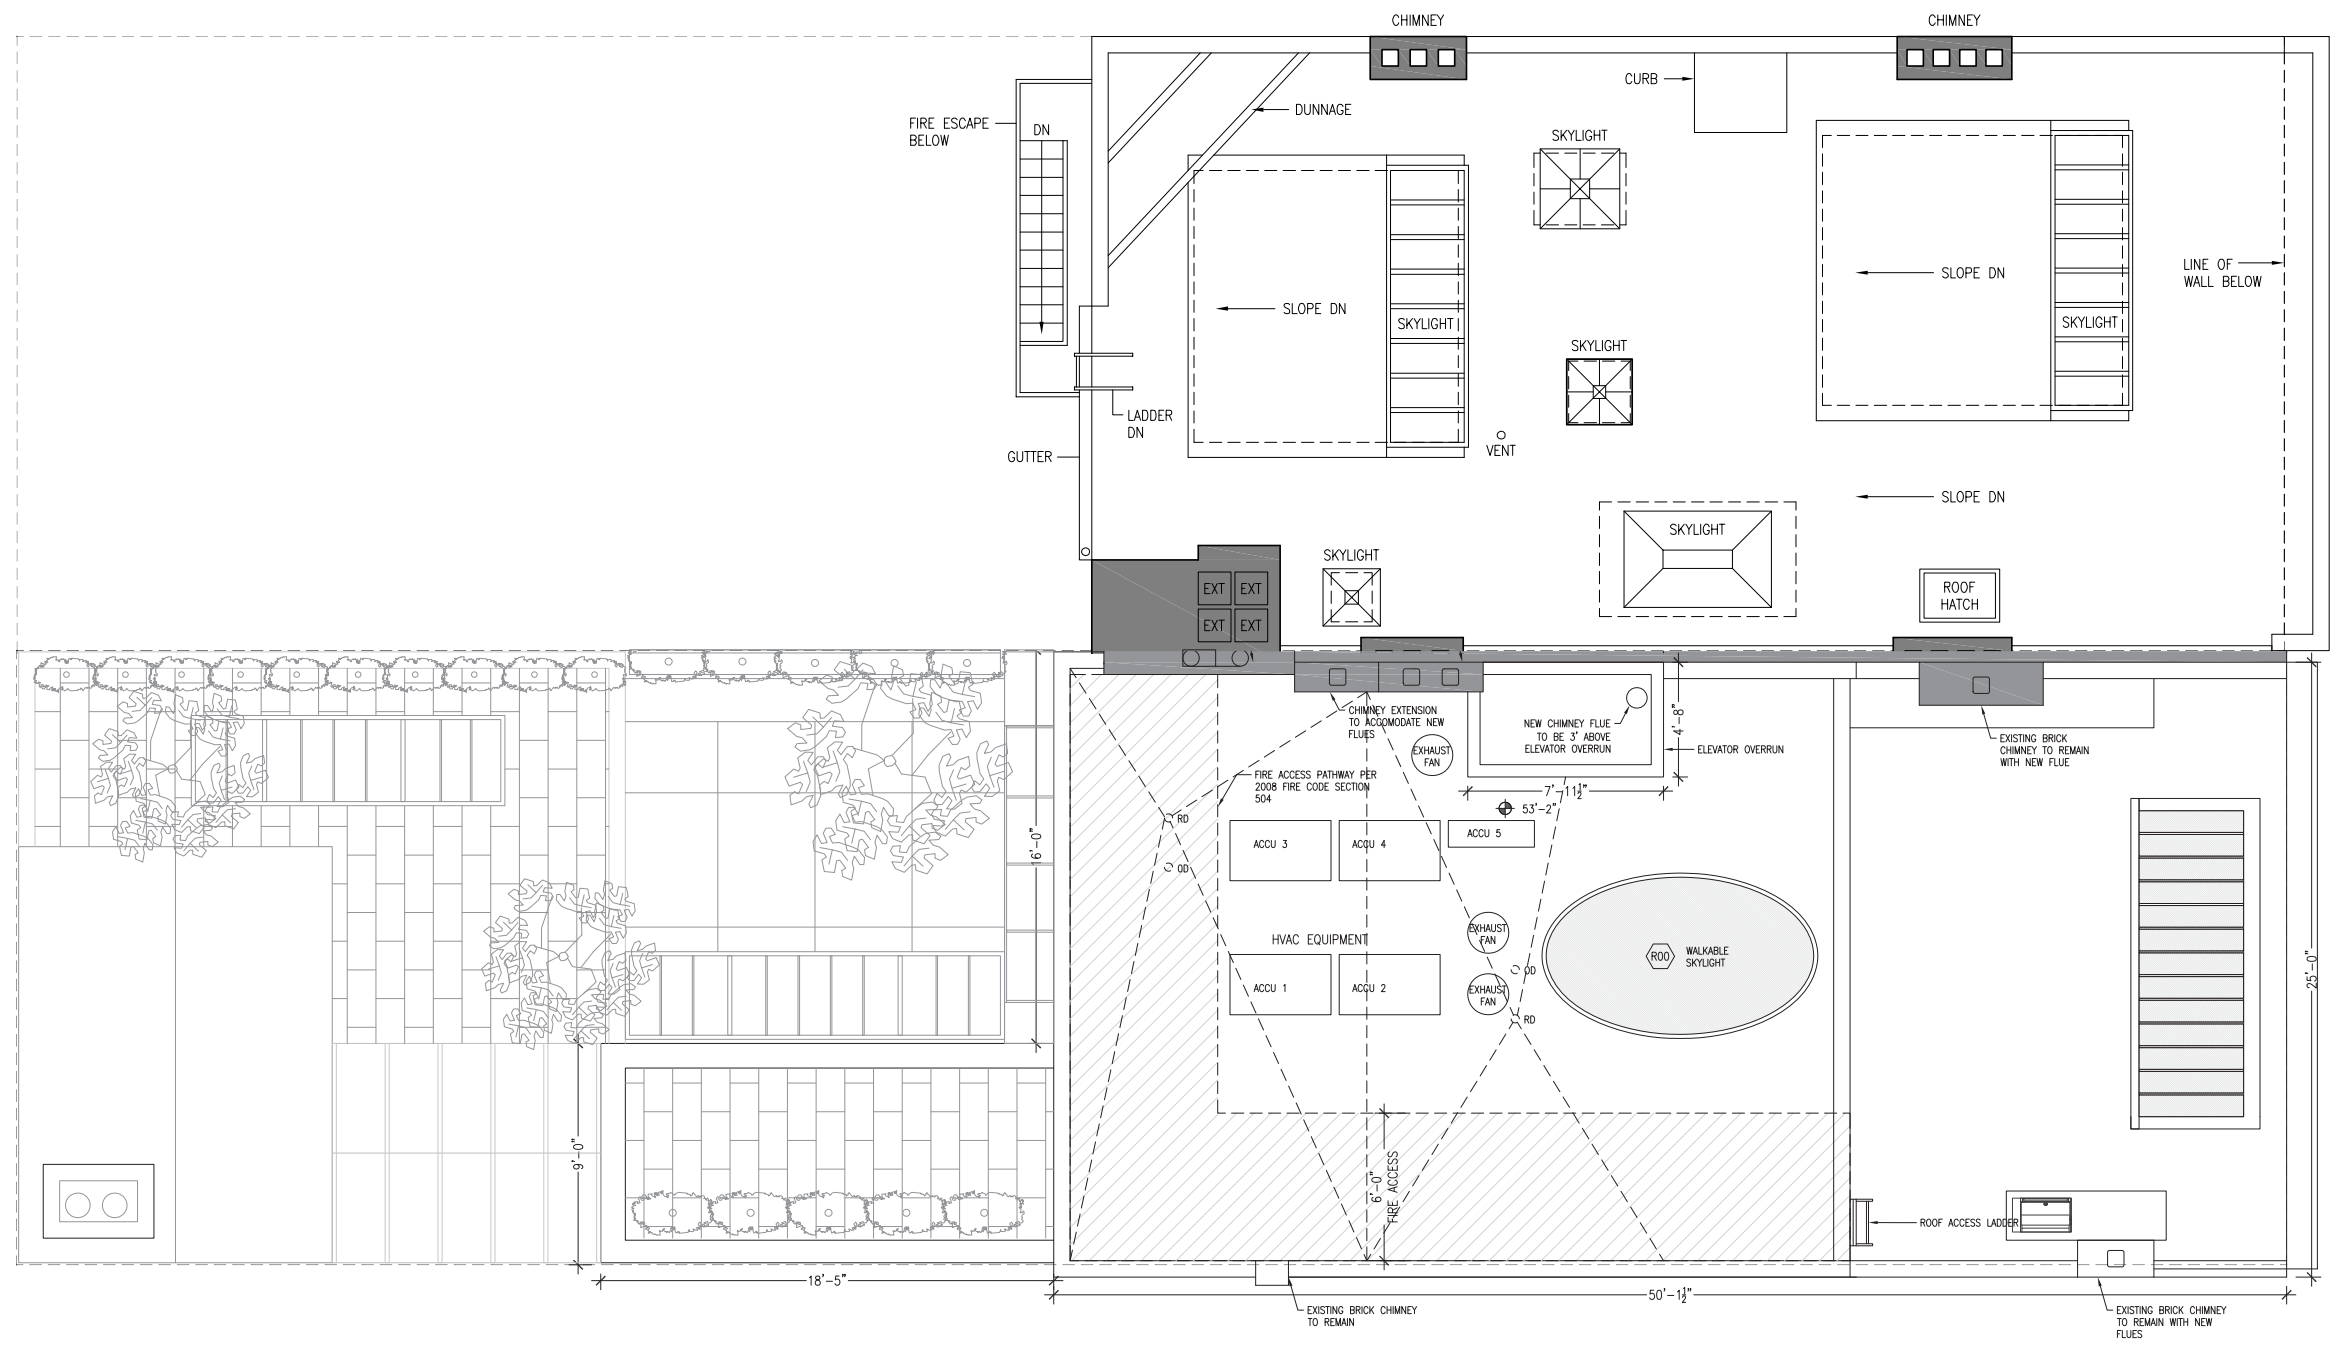 CHIMNEY
CHIMNEY
CURB
DUNNAGE
FIRE ESCAPE
BELOW
DN
SKYLIGHT
SLOPE DN
LINE OF
WALL BELOW
SLOPE DN
SKYLIGHT
SKYLIGHT
SKYLIGHT
LADDER
DN
VENT
GUTTER
SLOPE DN
SKYLIGHT
SKYLIGHT
EXT EXT
EXT EXT
ROOF
HATCH
CHIMNEY EXTENSION
TO ACCOMODATE NEW
FLUES
NEW CHIMNEY FLUE
TO BE 3' ABOVE
ELEVATOR OVERRUN
4'-8"
ELEVATOR OVERRUN
EXISTING BRICK
CHIMNEY TO REMAIN
WITH NEW FLUE
EXHAUST
FAN
FIRE ACCESS PATHWAY PER
2008 FIRE CODE SECTION
504
7'-11½"
53'-2"
RD
ACCU 3
ACCU 4
ACCU 5
16'-0"
OD
HVAC EQUIPMENT
EXHAUST
FAN
R00
WALKABLE
SKYLIGHT
OD
25'-0"
ACCU 1
ACCU 2
EXHAUST
FAN
RD
9'-0"
6'-0"
FIRE ACCESS
ROOF ACCESS LADDER
18'-5"
50'-1½"
EXISTING BRICK CHIMNEY
TO REMAIN
EXISTING BRICK CHIMNEY
TO REMAIN WITH NEW
FLUES